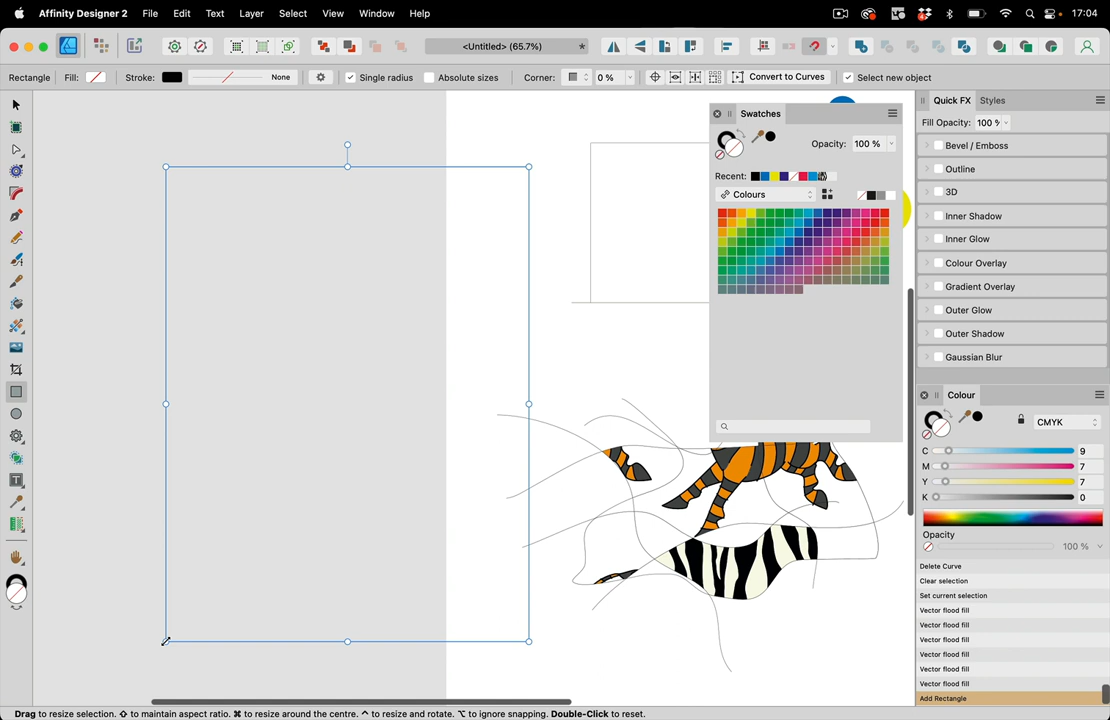 Affinity Designer 2 File Edit Text Layer Select View Window Help 17:04
<Untitled> (65.7%) *
Rectangle Fill: Stroke: None Single radius Absolute sizes Corner: 0 % Convert to Curves Select new object
Swatches
Opacity: 100 %
Recent:
Colours
Quick FX Styles
Fill Opacity: 100 %
Bevel / Emboss
Outline
3D
Inner Shadow
Inner Glow
Colour Overlay
Gradient Overlay
Outer Glow
Outer Shadow
Gaussian Blur
Colour
CMYK
C 9
M 7
Y 7
K 0
Opacity
100 %
Delete Curve
Clear selection
Set current selection
Vector flood fill
Vector flood fill
Vector flood fill
Vector flood fill
Vector flood fill
Vector flood fill
Add Rectangle
Drag to resize selection. ⇧ to maintain aspect ratio. ⌘ to resize around the centre. ^ to resize and rotate. ⌥ to ignore snapping. Double-Click to reset.